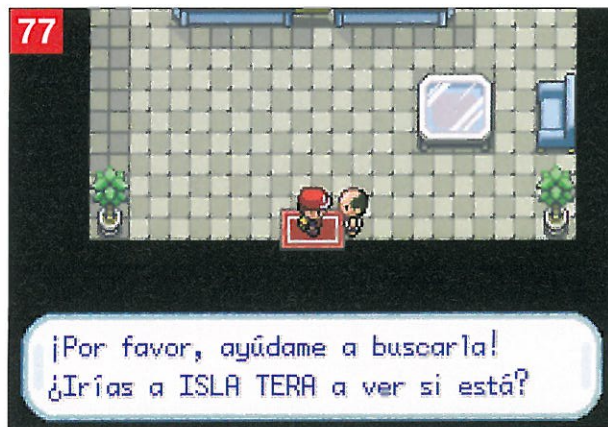 77
¡Por favor, ayúdame a buscarla!
¿Irías a ISLA TERA a ver si está?